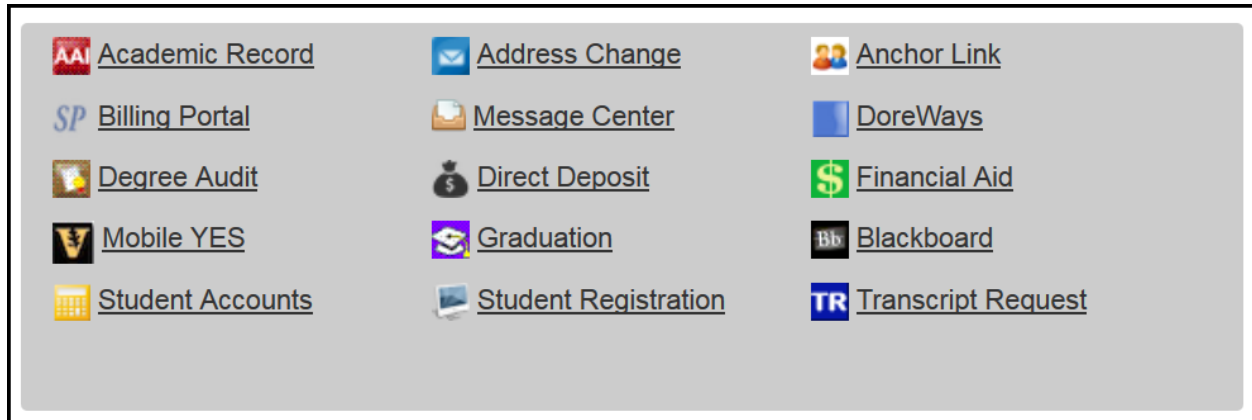 AAI Academic Record Address Change Anchor Link
SP Billing Portal Message Center DoreWays
Degree Audit $ Direct Deposit $ Financial Aid
V Mobile YES Graduation Bb Blackboard
Student Accounts Student Registration TR Transcript Request